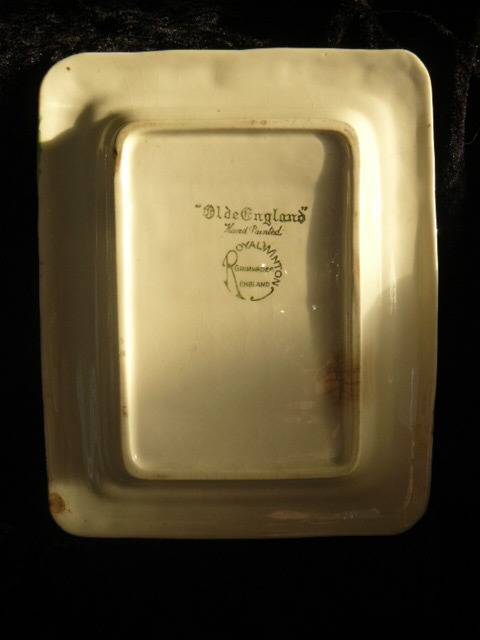 "Olde England"
Hand Painted
ROYAL WINTON
GRIMWADES
ENGLAND